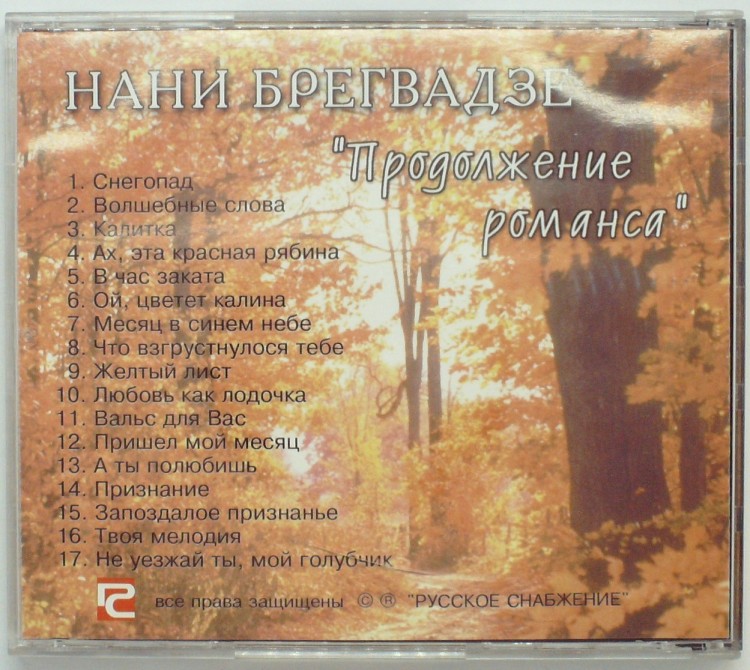 НАНИ БРЕГВАДЗЕ
"Продолжение
романса"
1. Снегопад
2. Волшебные слова
3. Калитка
4. Ах, эта красная рябина
5. В час заката
6. Ой, цветет калина
7. Месяц в синем небе
8. Что взгрустнулося тебе
9. Желтый лист
10. Любовь как лодочка
11. Вальс для Вас
12. Пришел мой месяц
13. А ты полюбишь
14. Признание
15. Запоздалое признанье
16. Твоя мелодия
17. Не уезжай ты, мой голубчик
все права защищены © ® "РУССКОЕ СНАБЖЕНИЕ"